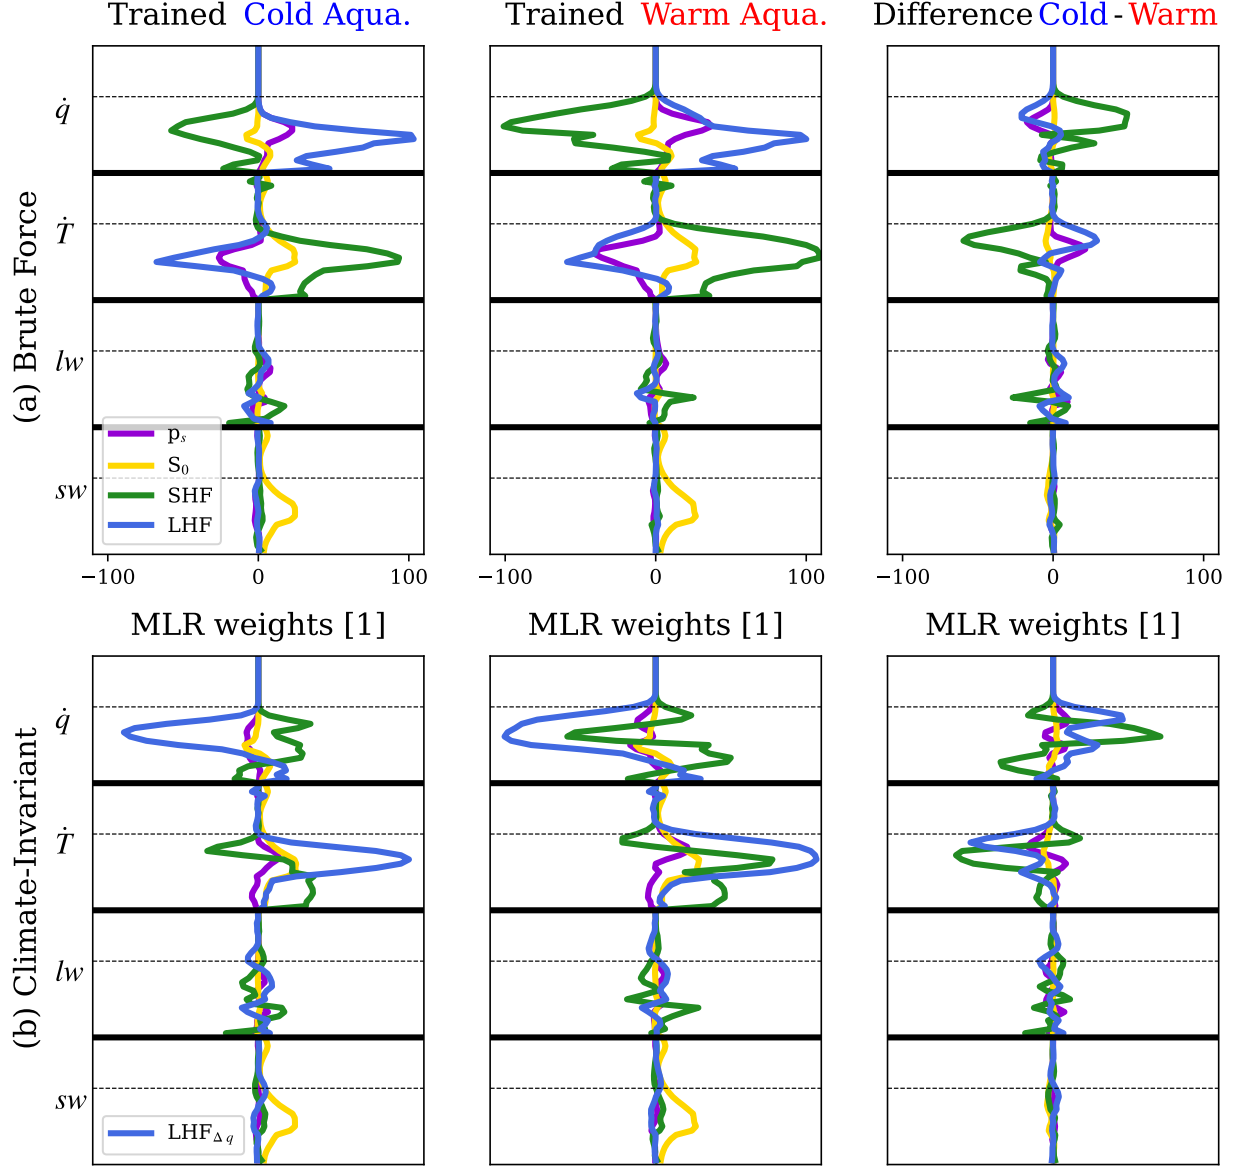 Trained Cold Aqua.
Trained Warm Aqua.
Difference Cold - Warm
(a) Brute Force
q̇
Ṫ
lw
sw
pₛ
S₀
SHF
LHF
−100 0 100
−100 0 100
−100 0 100
MLR weights [1]
MLR weights [1]
MLR weights [1]
(b) Climate-Invariant
q̇
Ṫ
lw
sw
LHF_Δq